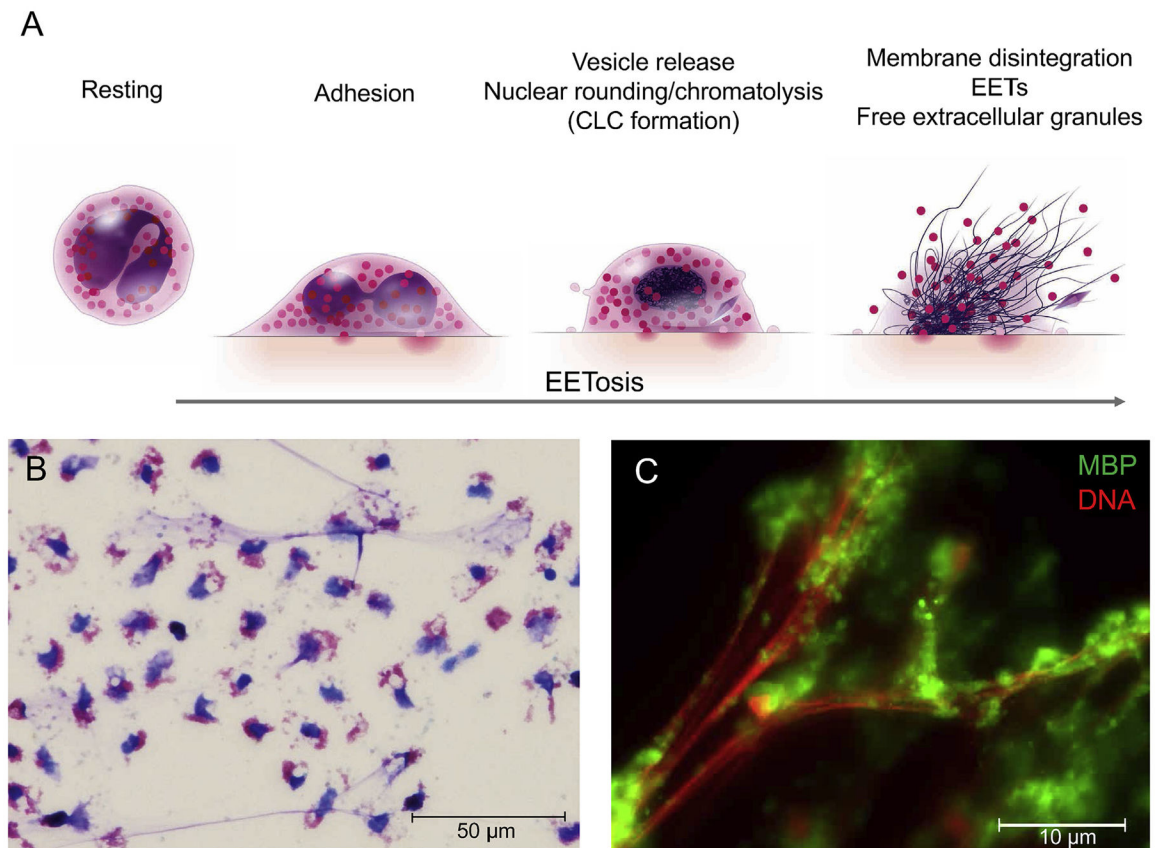 A
Resting
Adhesion
Vesicle release
Nuclear rounding/chromatolysis
(CLC formation)
Membrane disintegration
EETs
Free extracellular granules
EETosis
B
50 μm
C
MBP
DNA
10 μm